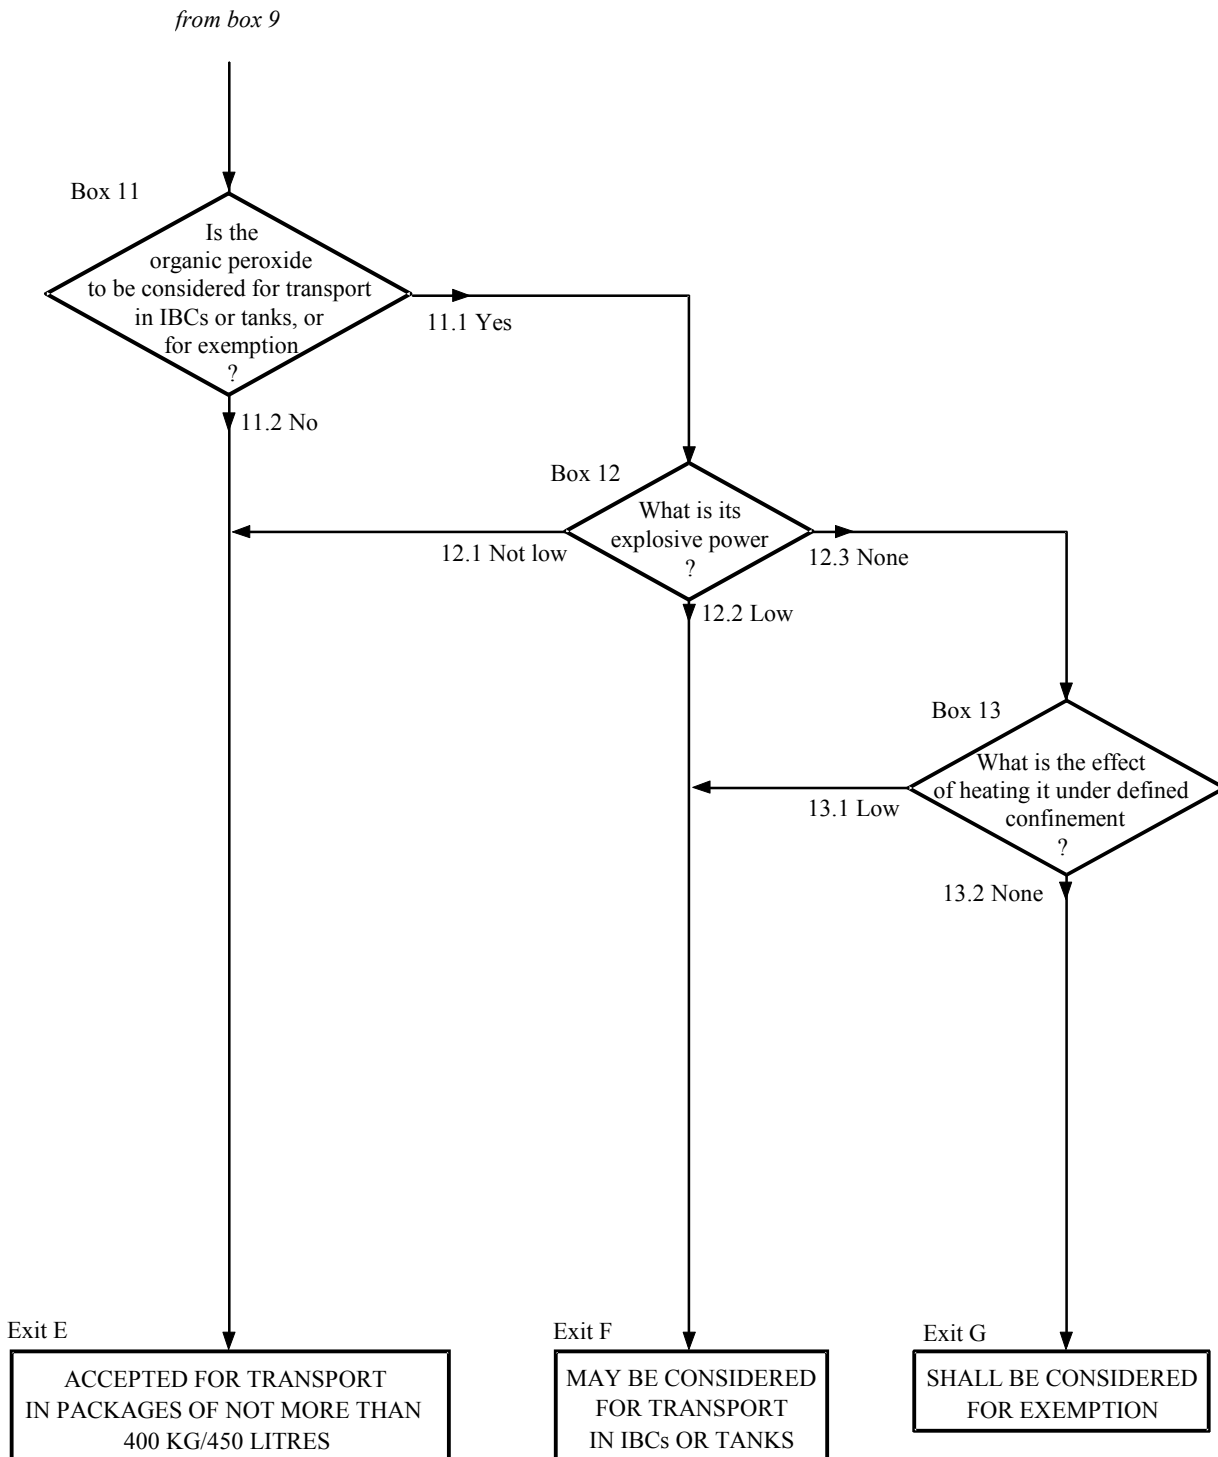 from box 9
Box 11
Is the
organic peroxide
to be considered for transport
in IBCs or tanks, or
for exemption
?
11.1 Yes
11.2 No
Box 12
What is its
explosive power
?
12.1 Not low
12.3 None
12.2 Low
Box 13
What is the effect
of heating it under defined
confinement
?
13.1 Low
13.2 None
Exit E
ACCEPTED FOR TRANSPORT
IN PACKAGES OF NOT MORE THAN
400 KG/450 LITRES
Exit F
MAY BE CONSIDERED
FOR TRANSPORT
IN IBCs OR TANKS
Exit G
SHALL BE CONSIDERED
FOR EXEMPTION